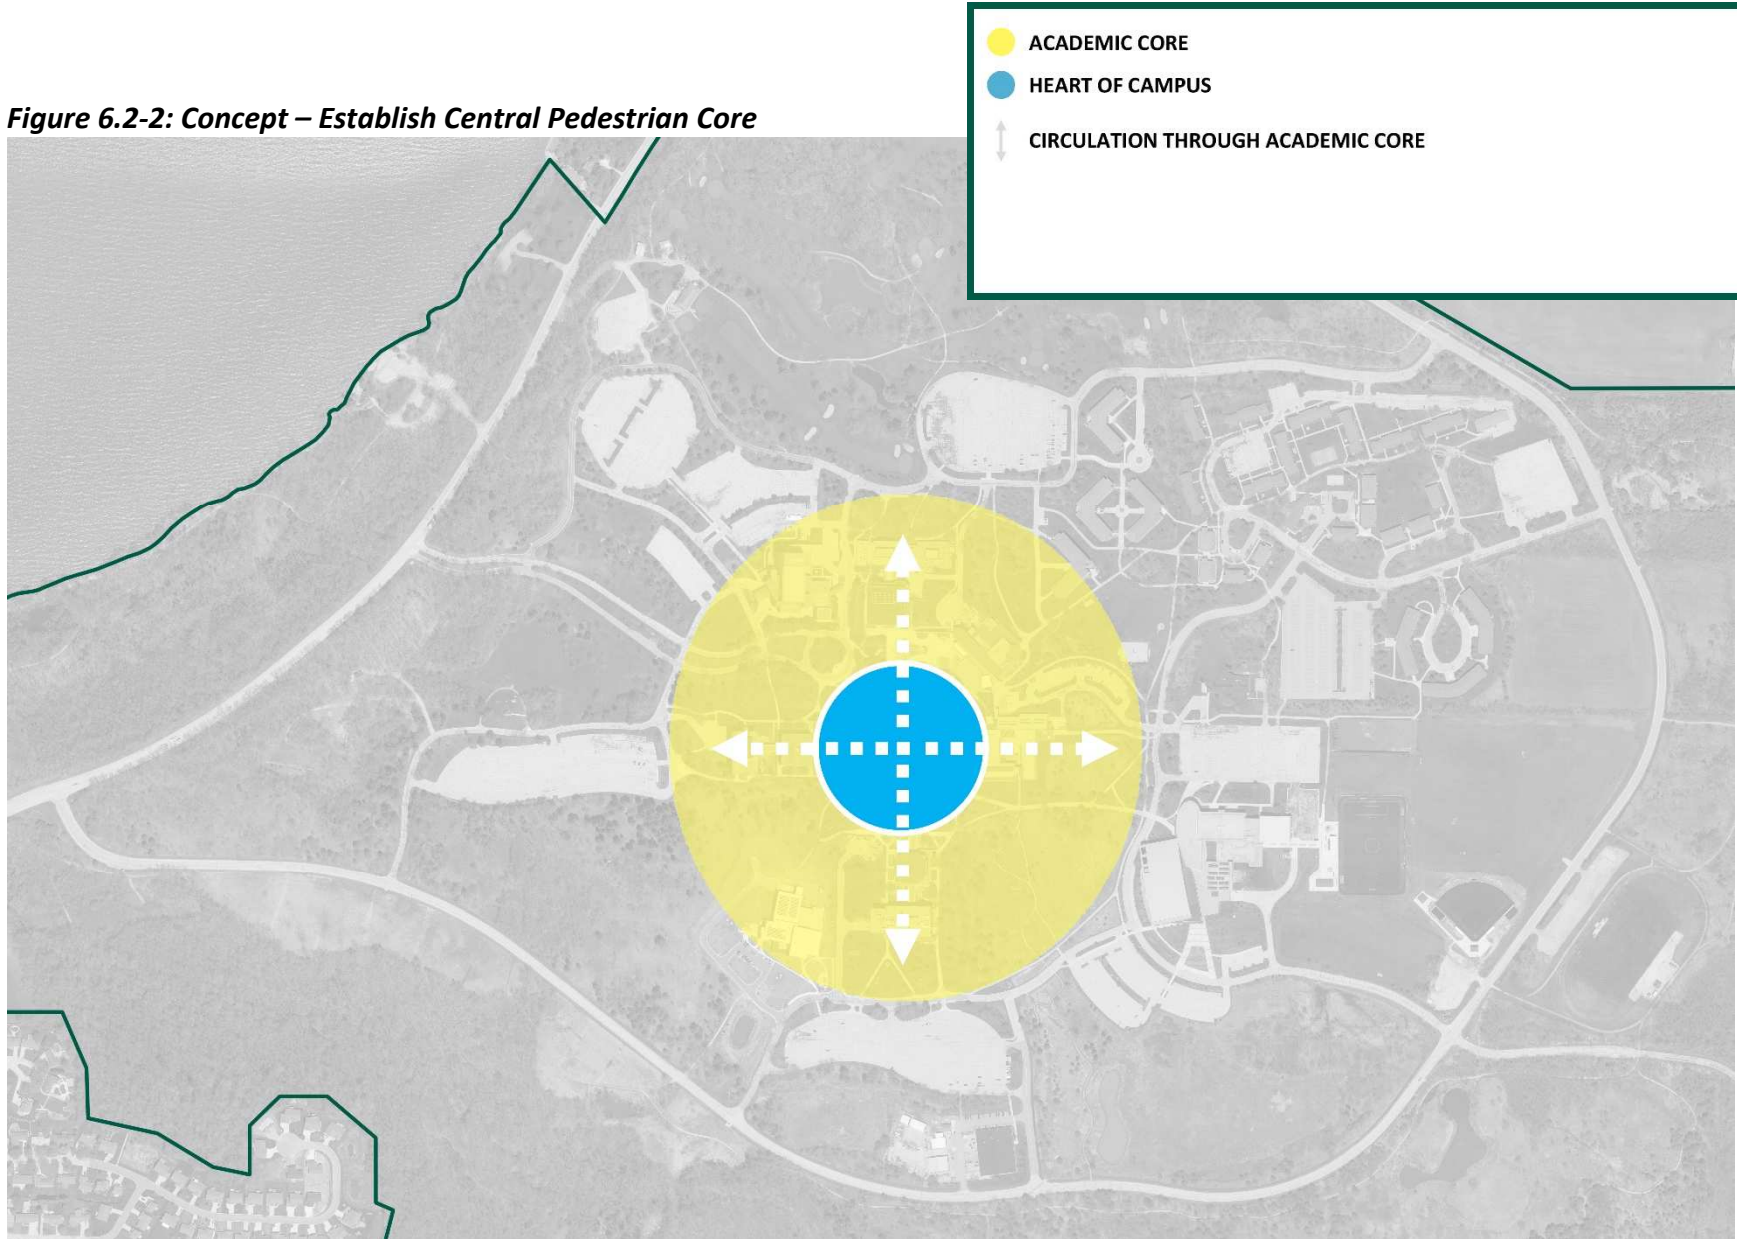 ACADEMIC CORE
HEART OF CAMPUS
Figure 6.2-2: Concept – Establish Central Pedestrian Core
CIRCULATION THROUGH ACADEMIC CORE